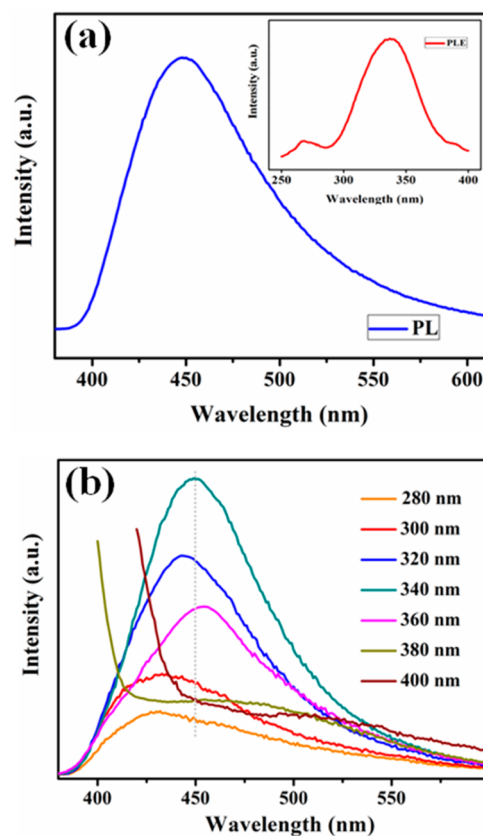 (a)
PLE
Intensity (a.u.)
250 300 350 400
Wavelength (nm)
Intensity (a.u.)
PL
400 450 500 550 600
Wavelength (nm)
(b)
280 nm
300 nm
320 nm
340 nm
360 nm
380 nm
400 nm
Intensity (a.u.)
400 450 500 550
Wavelength (nm)